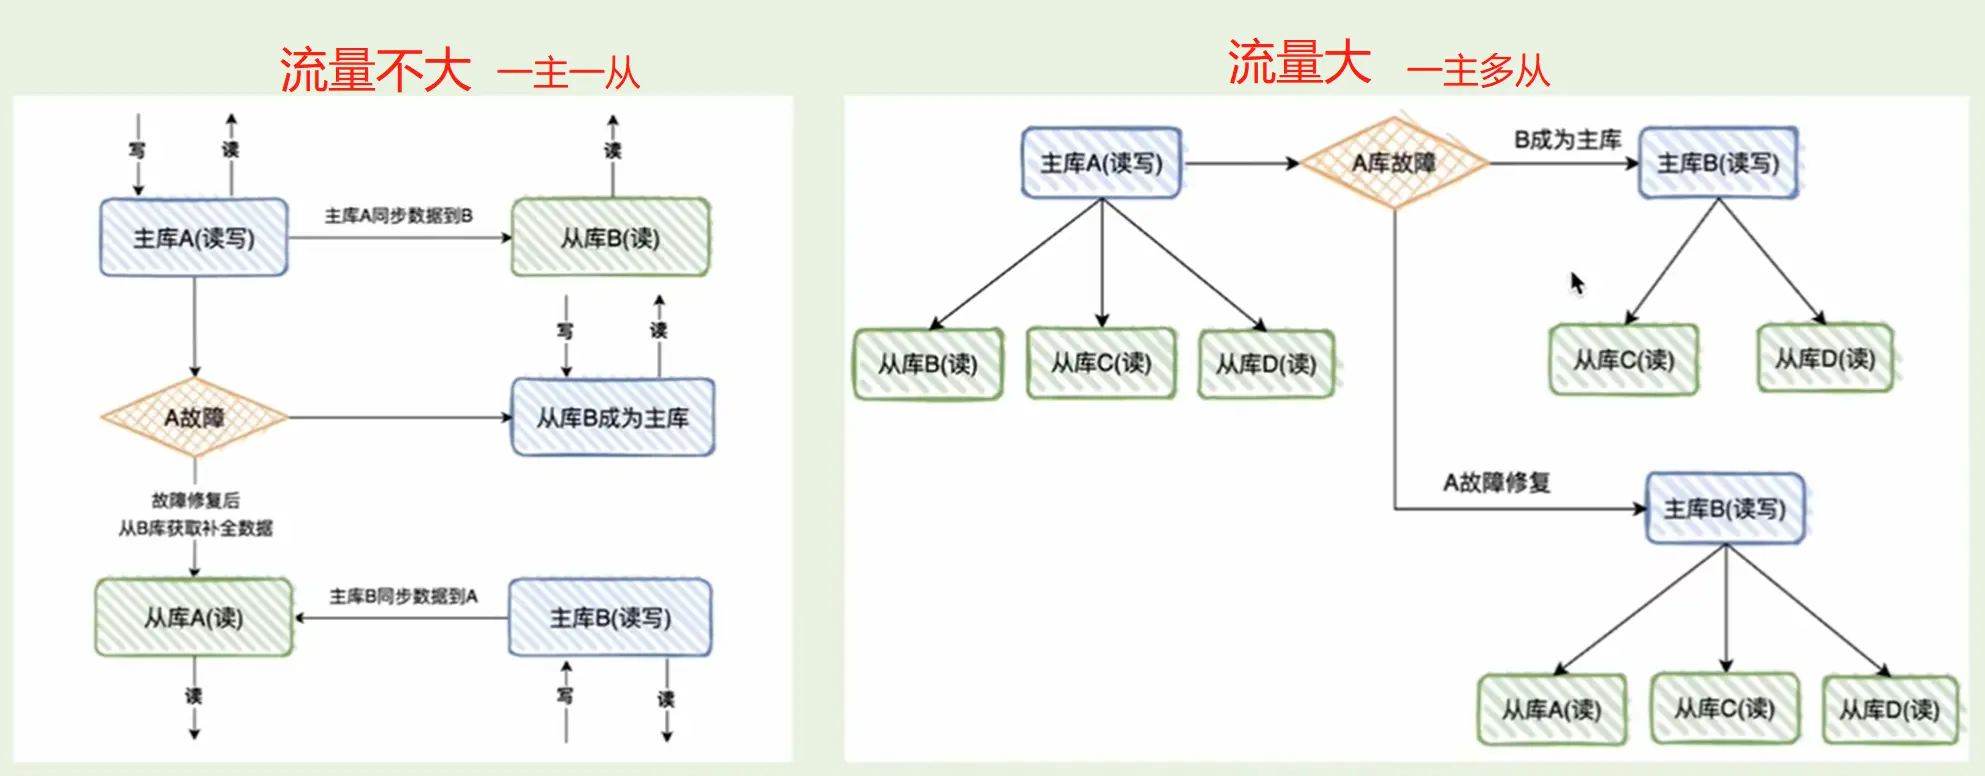 流量不大 一主一从
写
读
读
主库A(读写)
主库A同步数据到B
从库B(读)
写
读
A故障
从库B成为主库
故障修复后
从B库获取补全数据
从库A(读)
主库B同步数据到A
主库B(读写)
读
写
读
流量大 一主多从
主库A(读写)
A库故障
B成为主库
主库B(读写)
从库B(读)
从库C(读)
从库D(读)
从库C(读)
从库D(读)
A故障修复
主库B(读写)
从库A(读)
从库C(读)
从库D(读)